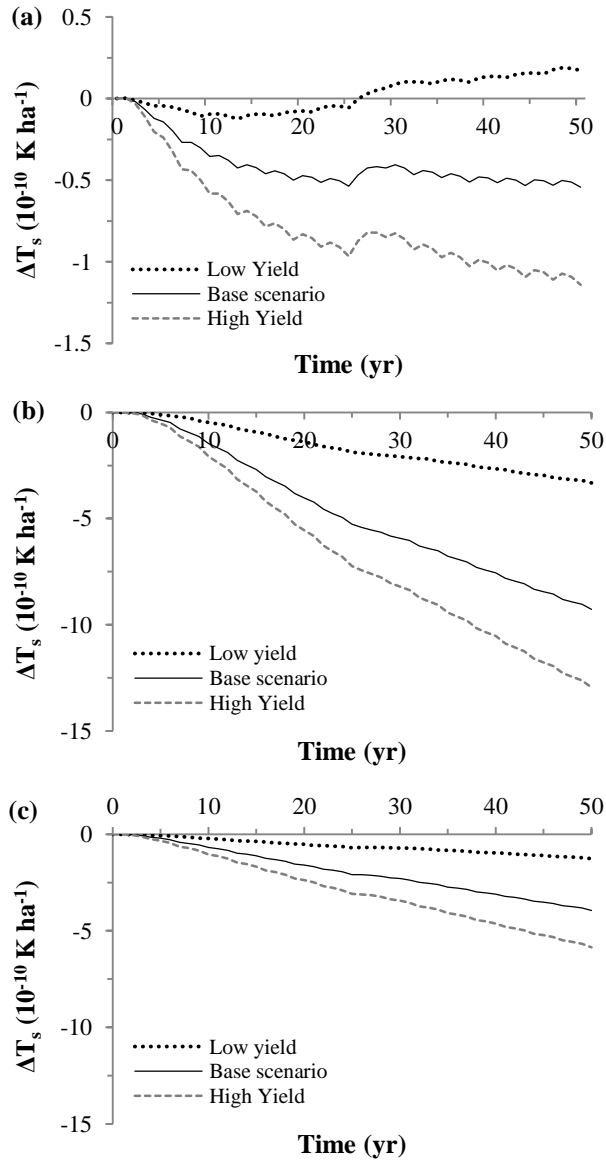 (a)
0.5
0
-0.5
-1
-1.5
0 10 20 30 40 50
ΔTₛ (10⁻¹⁰ K ha⁻¹)
Low Yield
Base scenario
High Yield
Time (yr)
(b)
0 10 20 30 40 50
0
-5
-10
-15
ΔTₛ (10⁻¹⁰ K ha⁻¹)
Low yield
Base scenario
High Yield
Time (yr)
(c)
0 10 20 30 40 50
0
-5
-10
-15
ΔTₛ (10⁻¹⁰ K ha⁻¹)
Low yield
Base scenario
High Yield
Time (yr)